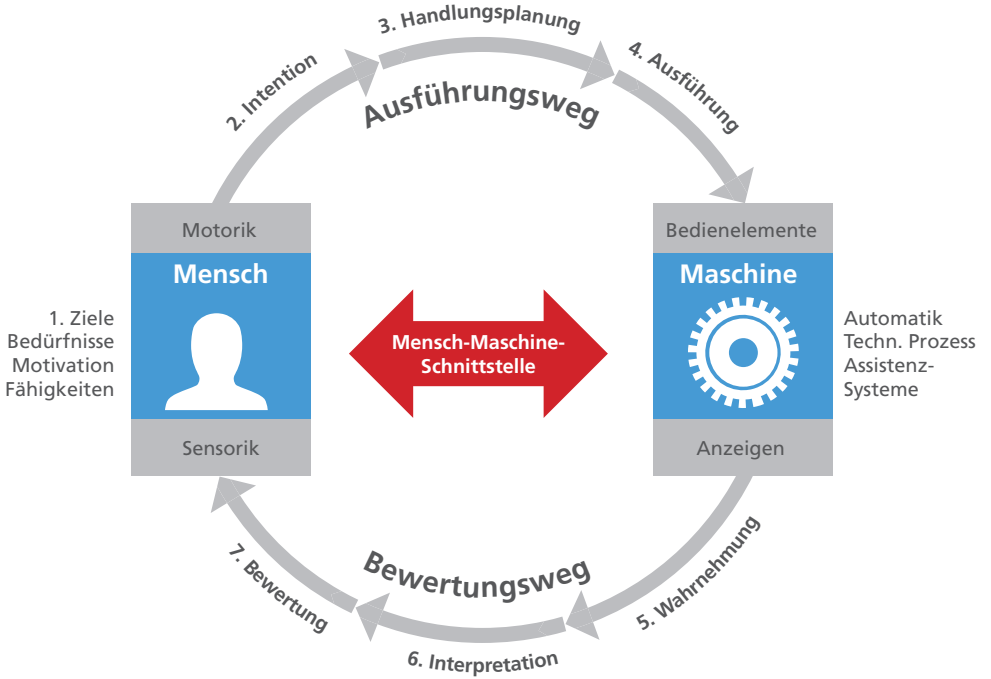 3. Handlungsplanung
2. Intention
4. Ausführung
Ausführungsweg
Motorik
Mensch
1. Ziele
Bedürfnisse
Motivation
Fähigkeiten
Sensorik
Mensch-Maschine-
Schnittstelle
Bedienelemente
Maschine
Automatik
Techn. Prozess
Assistenz-
Systeme
Anzeigen
Bewertungsweg
5. Wahrnehmung
6. Interpretation
7. Bewertung